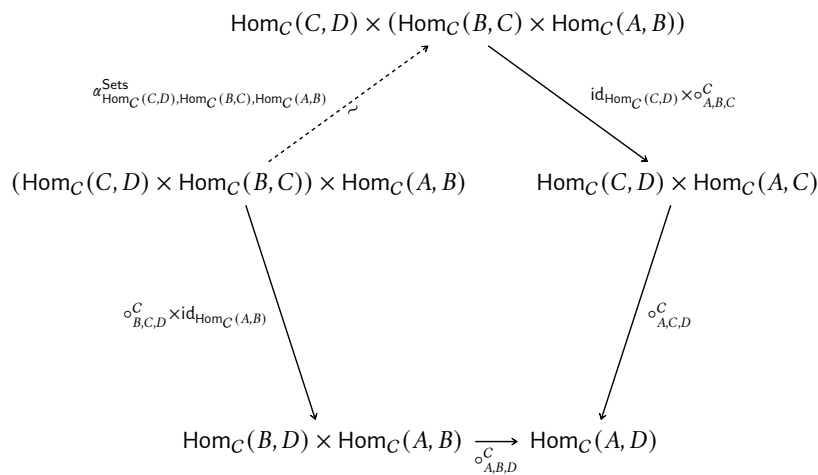 Hom_C(C, D) × (Hom_C(B, C) × Hom_C(A, B))
α^Sets_{Hom_C(C,D),Hom_C(B,C),Hom_C(A,B)}
∼
id_{Hom_C(C,D)}×∘^C_{A,B,C}
(Hom_C(C, D) × Hom_C(B, C)) × Hom_C(A, B)
Hom_C(C, D) × Hom_C(A, C)
∘^C_{B,C,D}×id_{Hom_C(A,B)}
∘^C_{A,C,D}
Hom_C(B, D) × Hom_C(A, B)
Hom_C(A, D)
∘^C_{A,B,D}